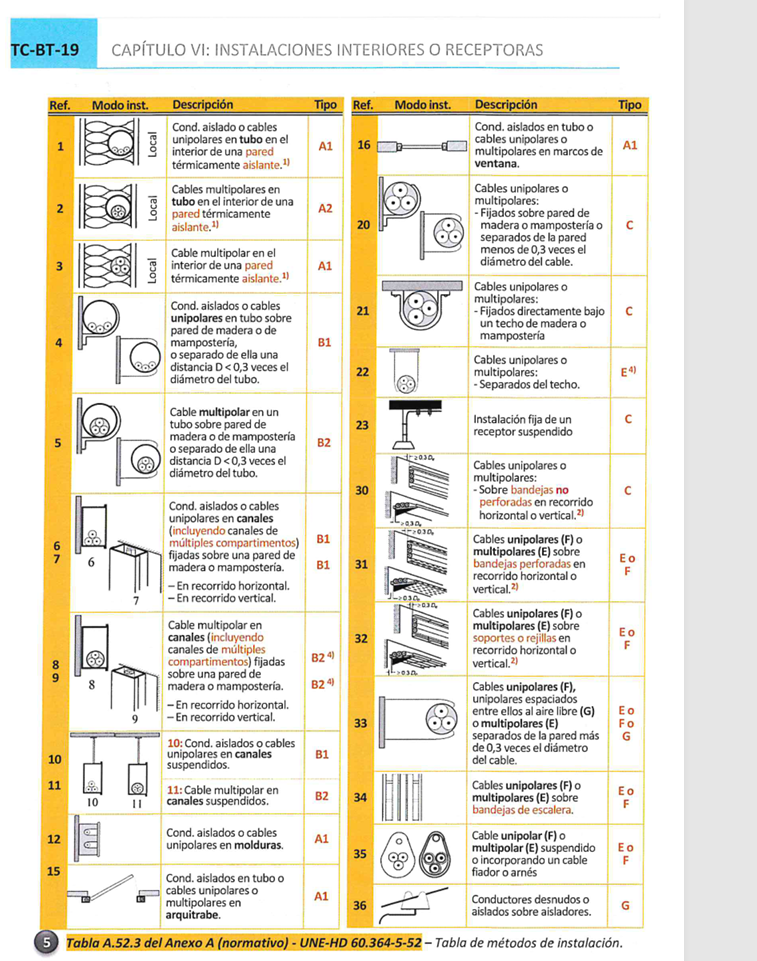 TC-BT-19
CAPÍTULO VI: INSTALACIONES INTERIORES O RECEPTORAS
Ref. Modo inst. Descripción Tipo
1
Local
Cond. aislado o cables
unipolares en tubo en el
interior de una pared
térmicamente aislante.1)
A1
2
Local
Cables multipolares en
tubo en el interior de una
pared térmicamente
aislante.1)
A2
3
Local
Cable multipolar en el
interior de una pared
térmicamente aislante.1)
A1
4
Cond. aislados o cables
unipolares en tubo sobre
pared de madera o de
mampostería,
o separado de ella una
distancia D < 0,3 veces el
diámetro del tubo.
B1
5
Cable multipolar en un
tubo sobre pared de
madera o de mampostería
o separado de ella una
distancia D < 0,3 veces el
diámetro del tubo.
B2
6
7
6
7
Cond. aislados o cables
unipolares en canales
(incluyendo canales de
múltiples compartimentos)
fijadas sobre una pared de
madera o mampostería.
– En recorrido horizontal.
– En recorrido vertical.
B1
B1
8
9
8
9
Cable multipolar en
canales (incluyendo
canales de múltiples
compartimentos) fijadas
sobre una pared de
madera o mampostería.
– En recorrido horizontal.
– En recorrido vertical.
B2 4)
B2 4)
10
11
10 11
10: Cond. aislados o cables
unipolares en canales
suspendidos.
B1
11: Cable multipolar en
canales suspendidos.
B2
12
Cond. aislados o cables
unipolares en molduras.
A1
15
Cond. aislados en tubo o
cables unipolares o
multipolares en
arquitrabe.
A1
Ref. Modo inst. Descripción Tipo
16
Cond. aislados en tubo o
cables unipolares o
multipolares en marcos de
ventana.
A1
20
Cables unipolares o
multipolares:
- Fijados sobre pared de
madera o mampostería o
separados de la pared
menos de 0,3 veces el
diámetro del cable.
C
21
Cables unipolares o
multipolares:
- Fijados directamente bajo
un techo de madera o
mampostería
C
22
Cables unipolares o
multipolares:
- Separados del techo.
E4)
23
Instalación fija de un
receptor suspendido
C
30
≥ 0.3 De
≥ 0.3 De
Cables unipolares o
multipolares:
- Sobre bandejas no
perforadas en recorrido
horizontal o vertical.2)
C
31
≥ 0.3 De
≥ 0.3 De
Cables unipolares (F) o
multipolares (E) sobre
bandejas perforadas en
recorrido horizontal o
vertical.2)
E o
F
32
≥ 0.3 De
≥ 0.3 De
Cables unipolares (F) o
multipolares (E) sobre
soportes o rejillas en
recorrido horizontal o
vertical.2)
E o
F
33
Cables unipolares (F),
unipolares espaciados
entre ellos al aire libre (G)
o multipolares (E)
separados de la pared más
de 0,3 veces el diámetro
del cable.
E o
F o
G
34
Cables unipolares (F) o
multipolares (E) sobre
bandejas de escalera.
E o
F
35
Cable unipolar (F) o
multipolar (E) suspendido
o incorporando un cable
fiador o arnés
E o
F
36
Conductores desnudos o
aislados sobre aisladores.
G
5 Tabla A.52.3 del Anexo A (normativo) - UNE-HD 60.364-5-52 – Tabla de métodos de instalación.